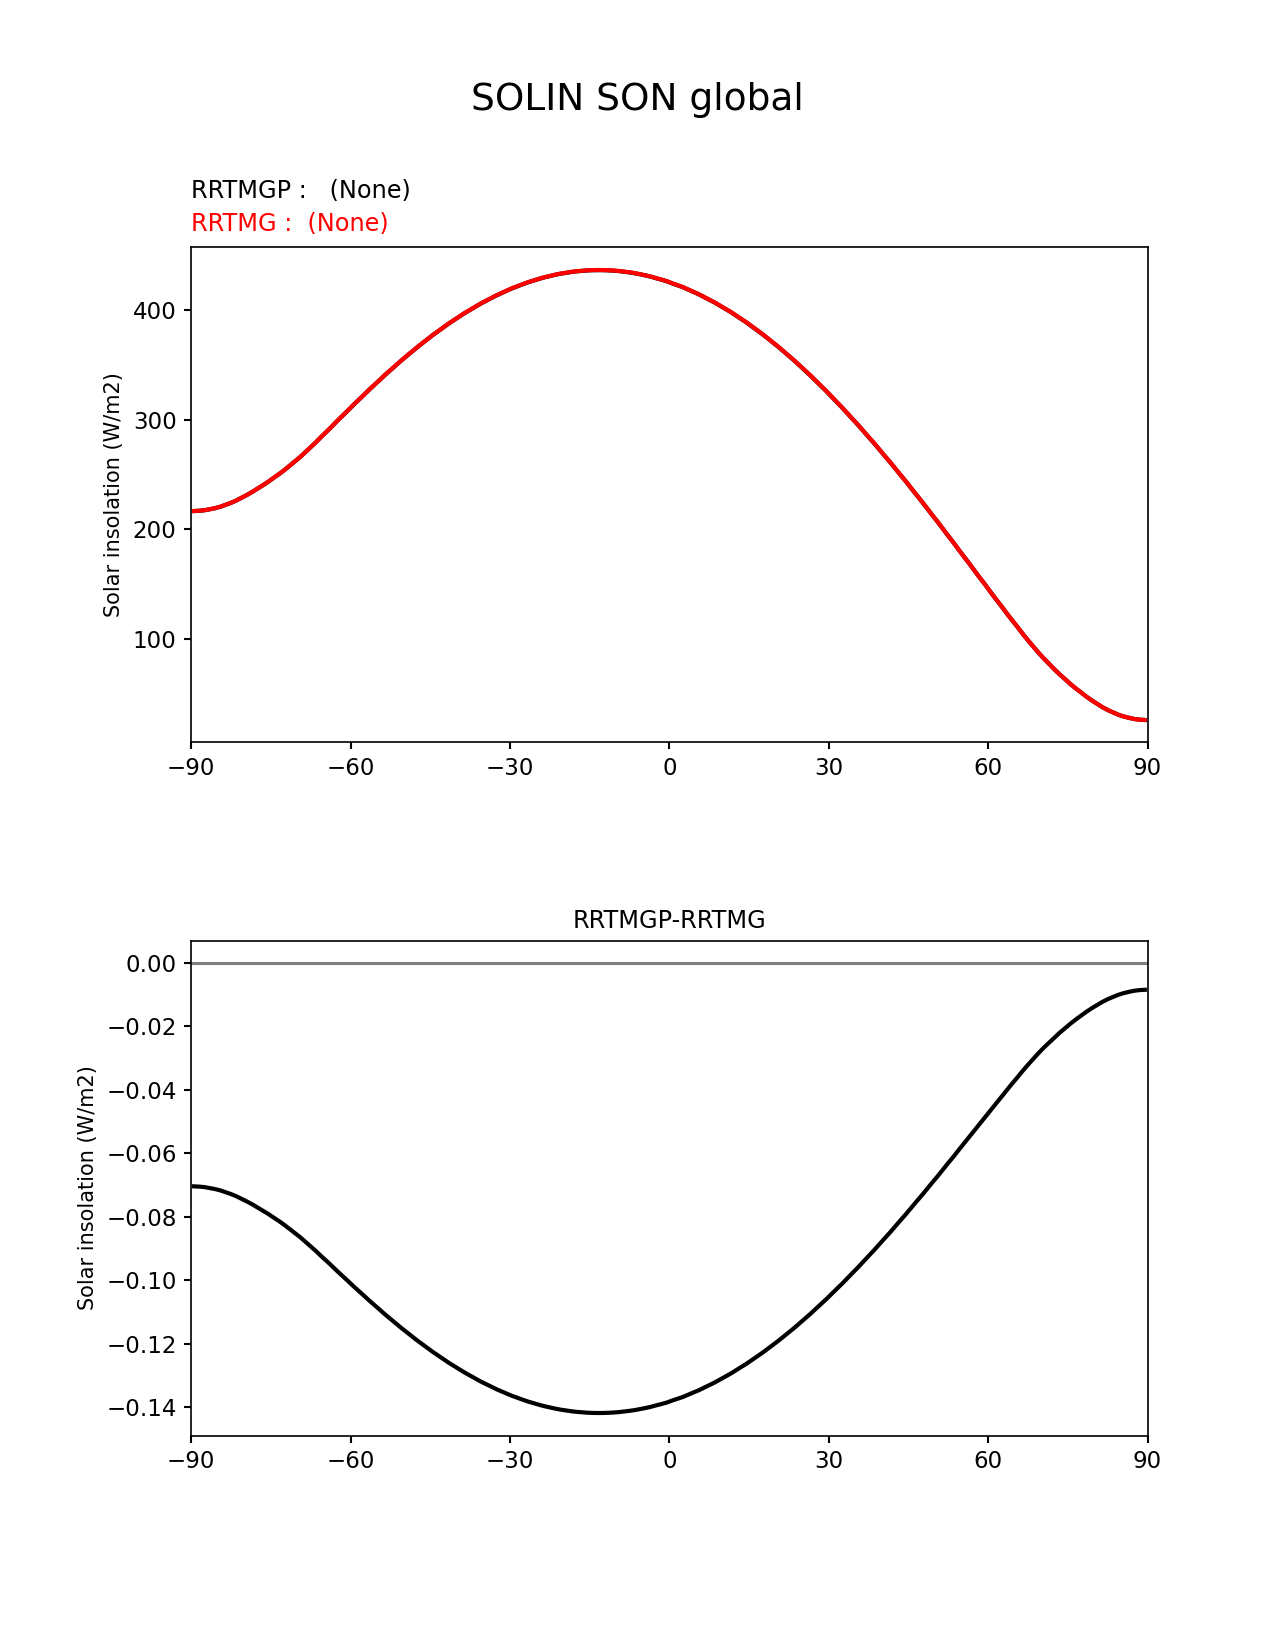 SOLIN SON global
RRTMGP :   (None)
RRTMG :  (None)
Solar insolation (W/m2)
400
300
200
100
−90 −60 −30 0 30 60 90
RRTMGP-RRTMG
Solar insolation (W/m2)
0.00
−0.02
−0.04
−0.06
−0.08
−0.10
−0.12
−0.14
−90 −60 −30 0 30 60 90